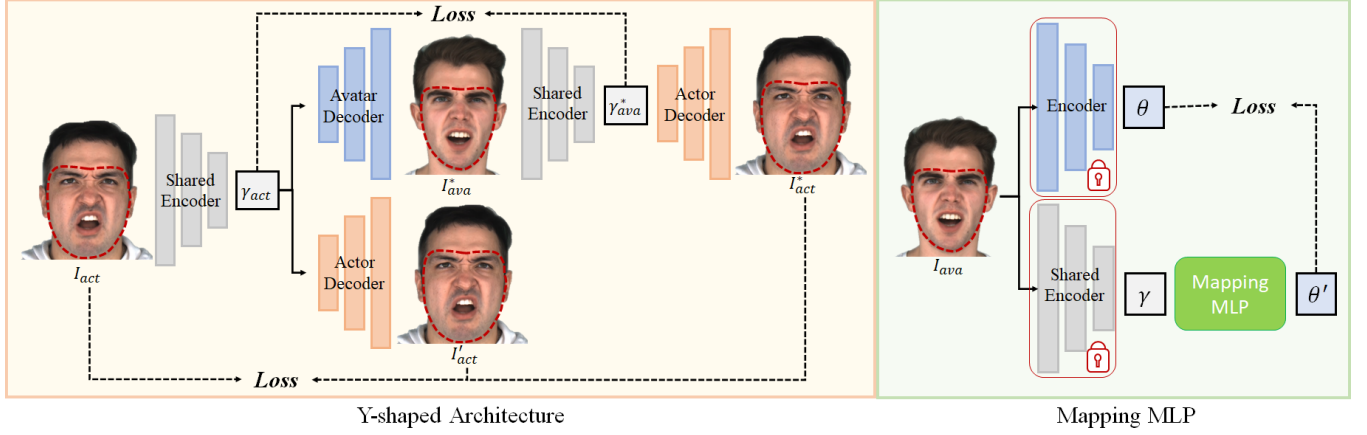 Loss
Avatar
Decoder
Shared
Encoder
γ*ava
Actor
Decoder
Shared
Encoder
γact
I*ava
I*act
Iact
Actor
Decoder
I'act
Loss
Y-shaped Architecture
Encoder
θ
Loss
Iava
Shared
Encoder
γ
Mapping
MLP
θ'
Mapping MLP